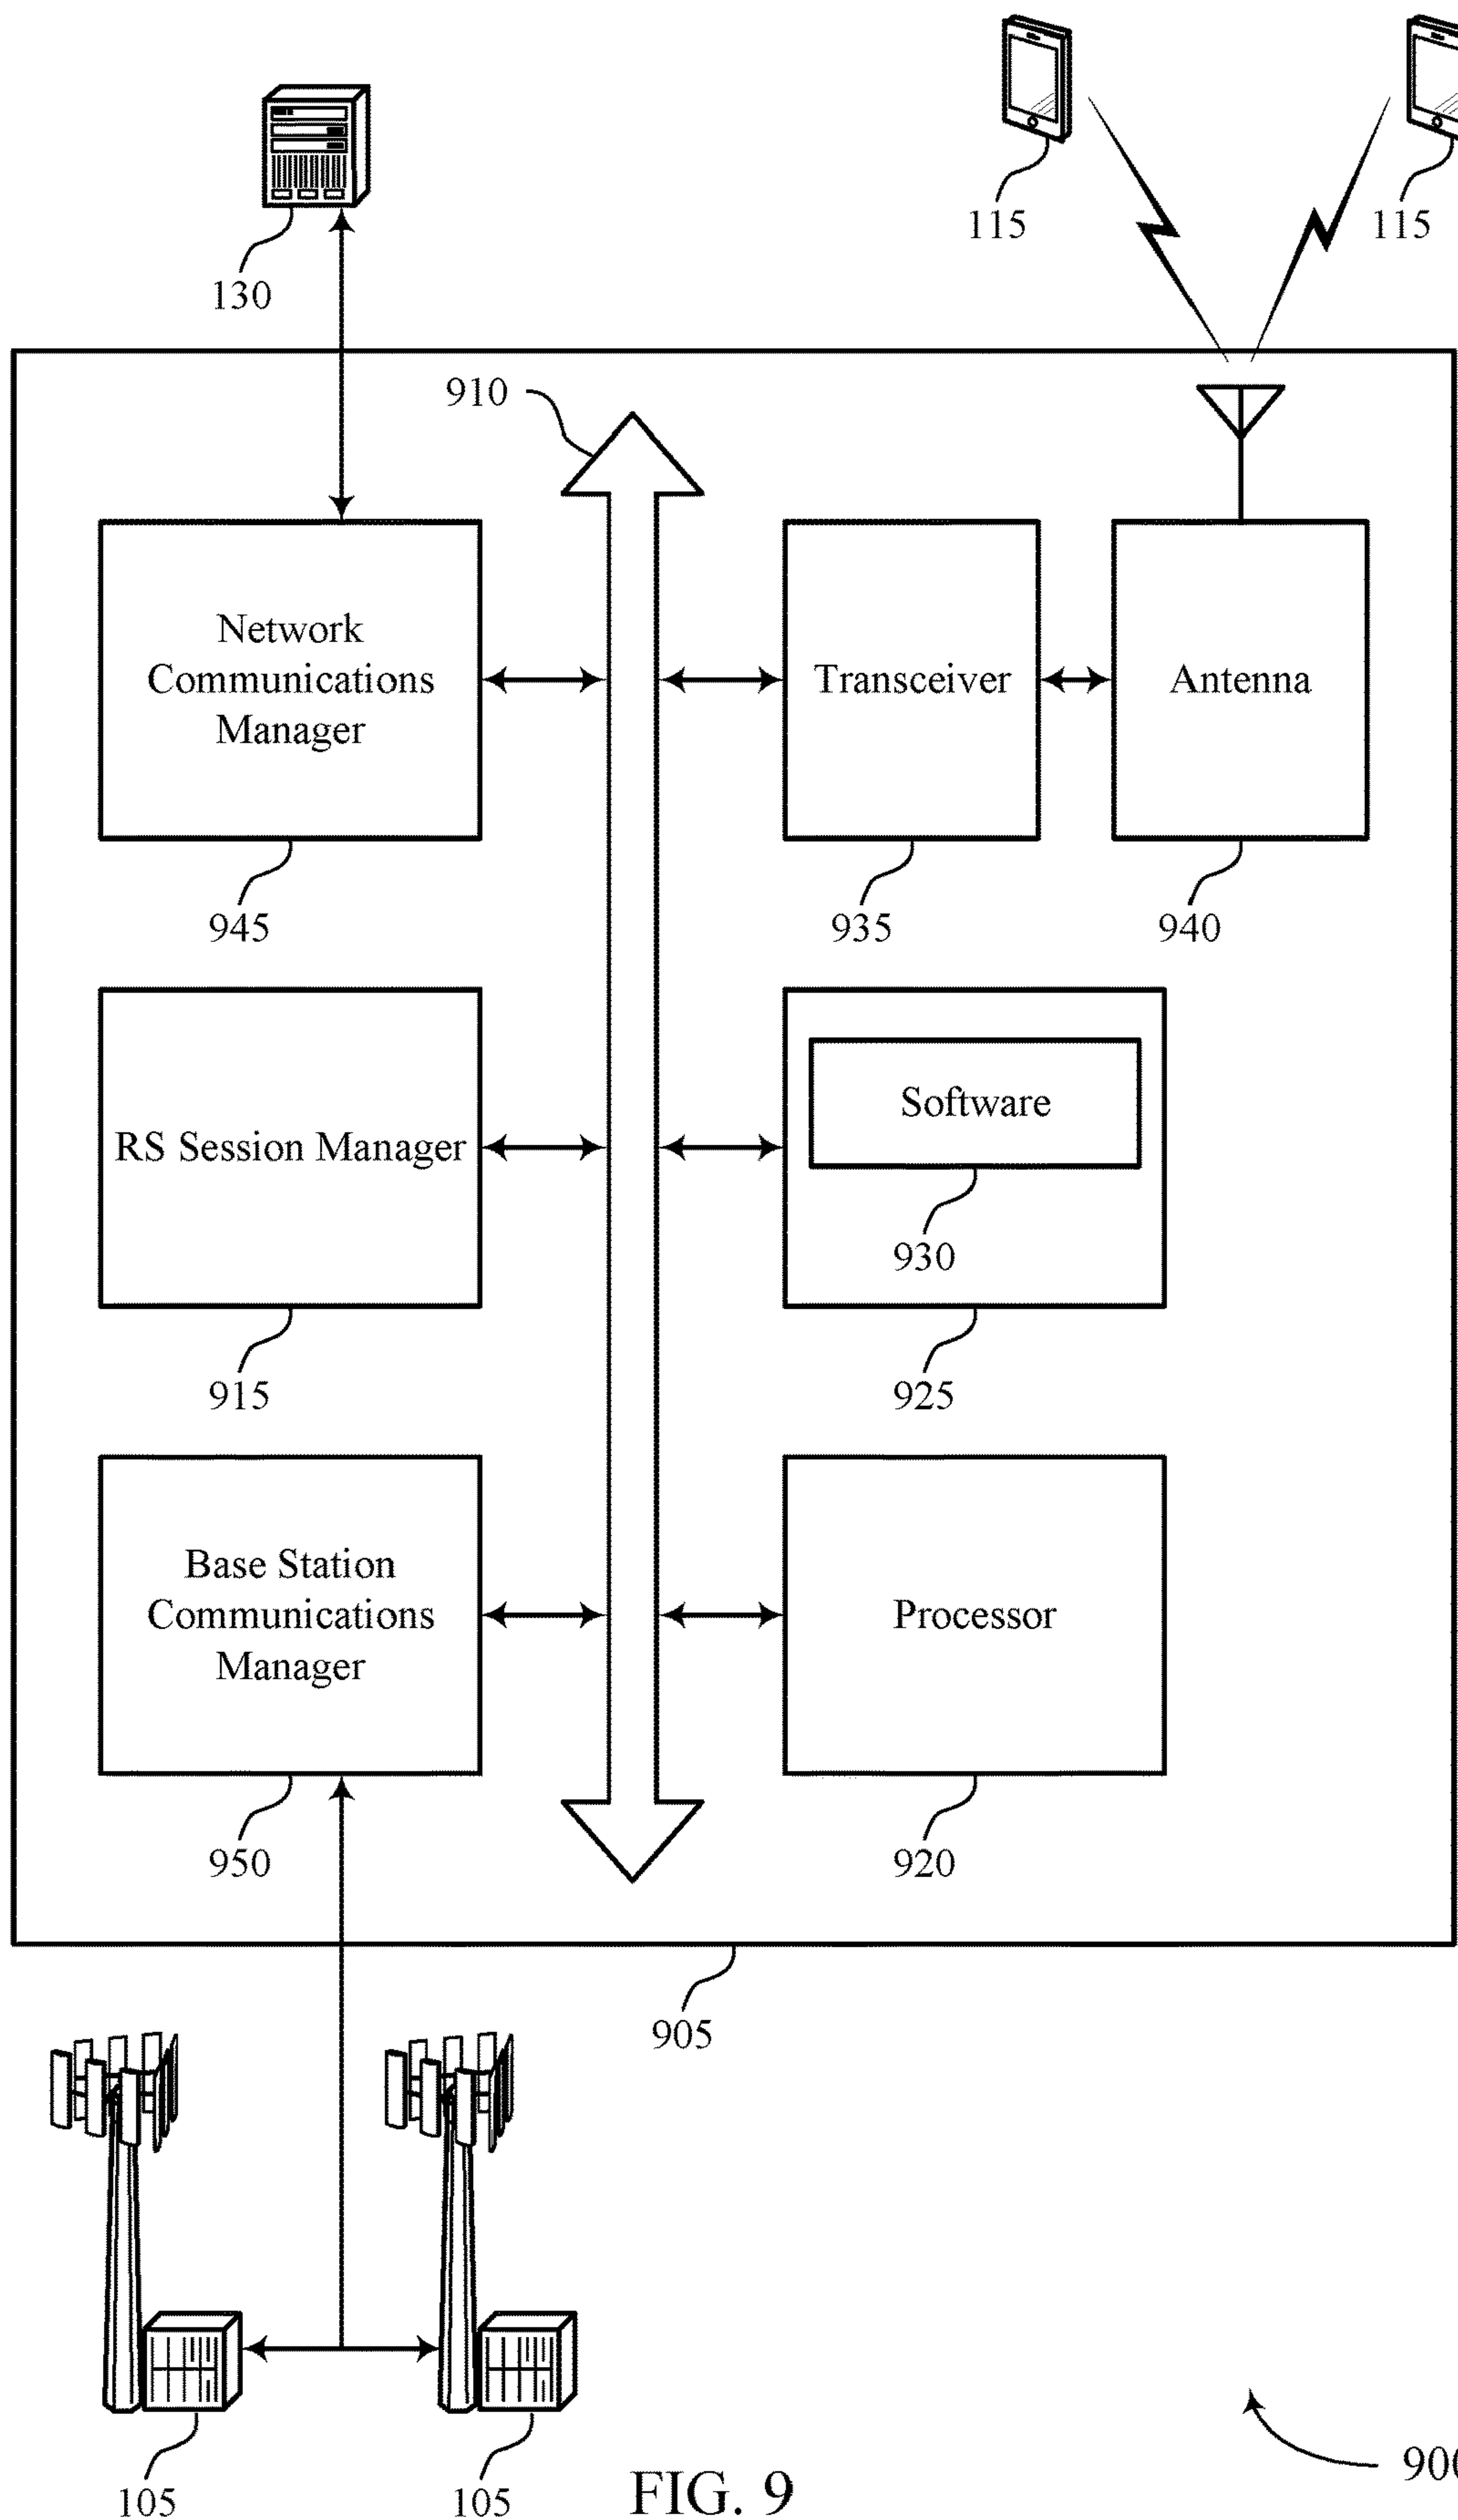 115
115
130
910
Network
Communications
Manager
Transceiver
Antenna
945
935
940
RS Session Manager
Software
930
915
925
Base Station
Communications
Manager
Processor
950
920
905
105
105
FIG. 9
900